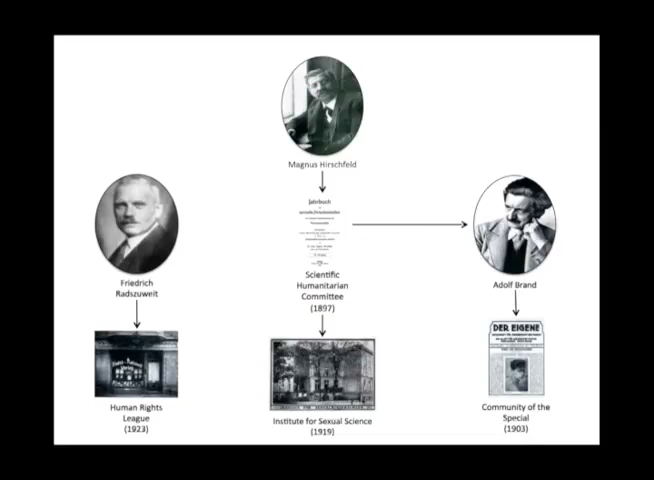 Magnus Hirschfeld
Jahrbuch
Friedrich
Radszuweit
Scientific
Humanitarian
Committee
(1897)
Adolf Brand
DER EIGENE
Human Rights
League
(1923)
Institute for Sexual Science
(1919)
Community of the
Special
(1903)